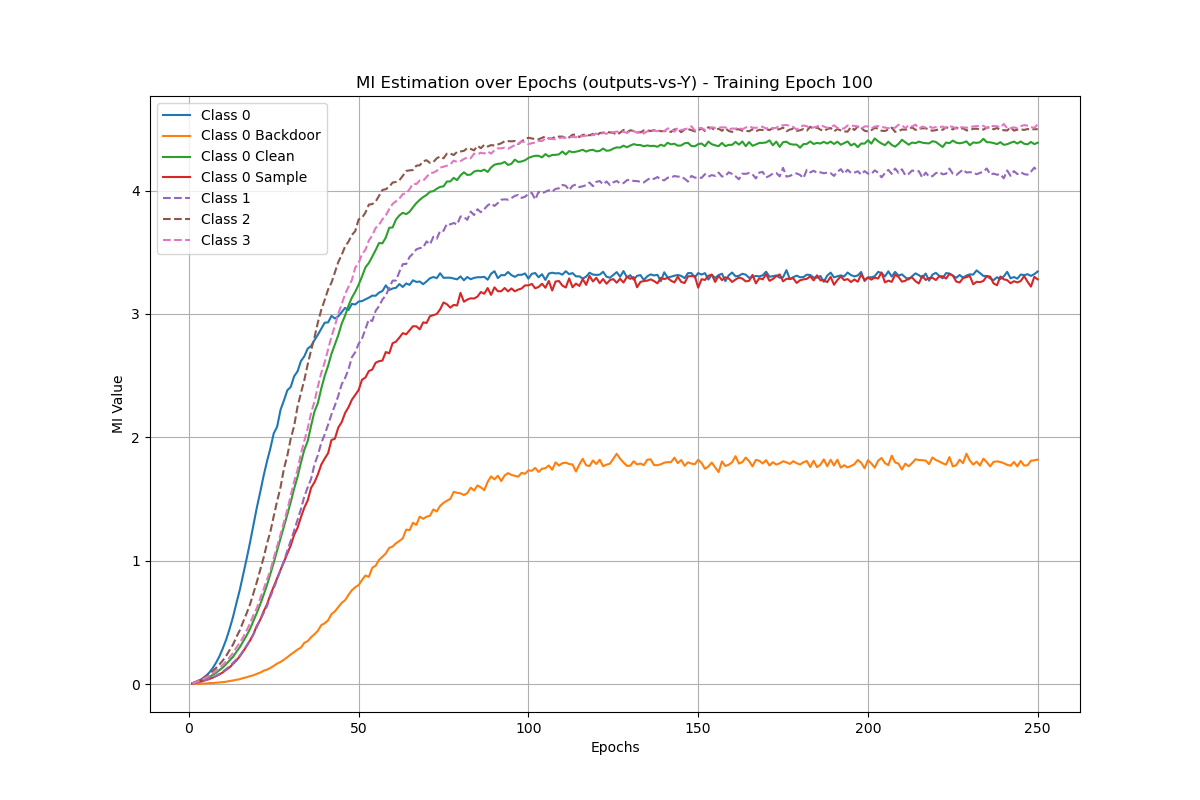 MI Estimation over Epochs (outputs-vs-Y) - Training Epoch 100
Class 0
Class 0 Backdoor
Class 0 Clean
Class 0 Sample
Class 1
Class 2
Class 3
MI Value
4
3
2
1
0
0 50 100 150 200 250
Epochs